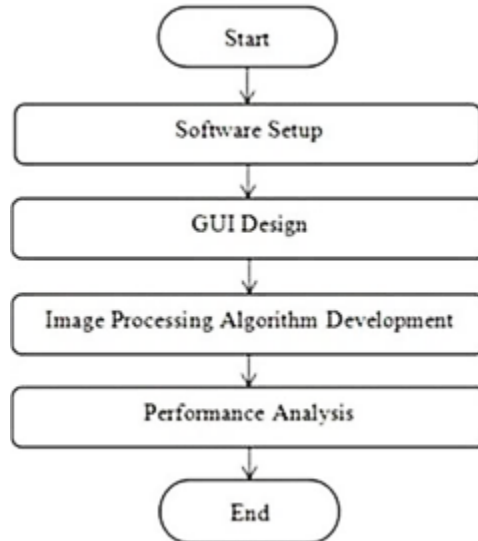 Start
Software Setup
GUI Design
Image Processing Algorithm Development
Performance Analysis
End